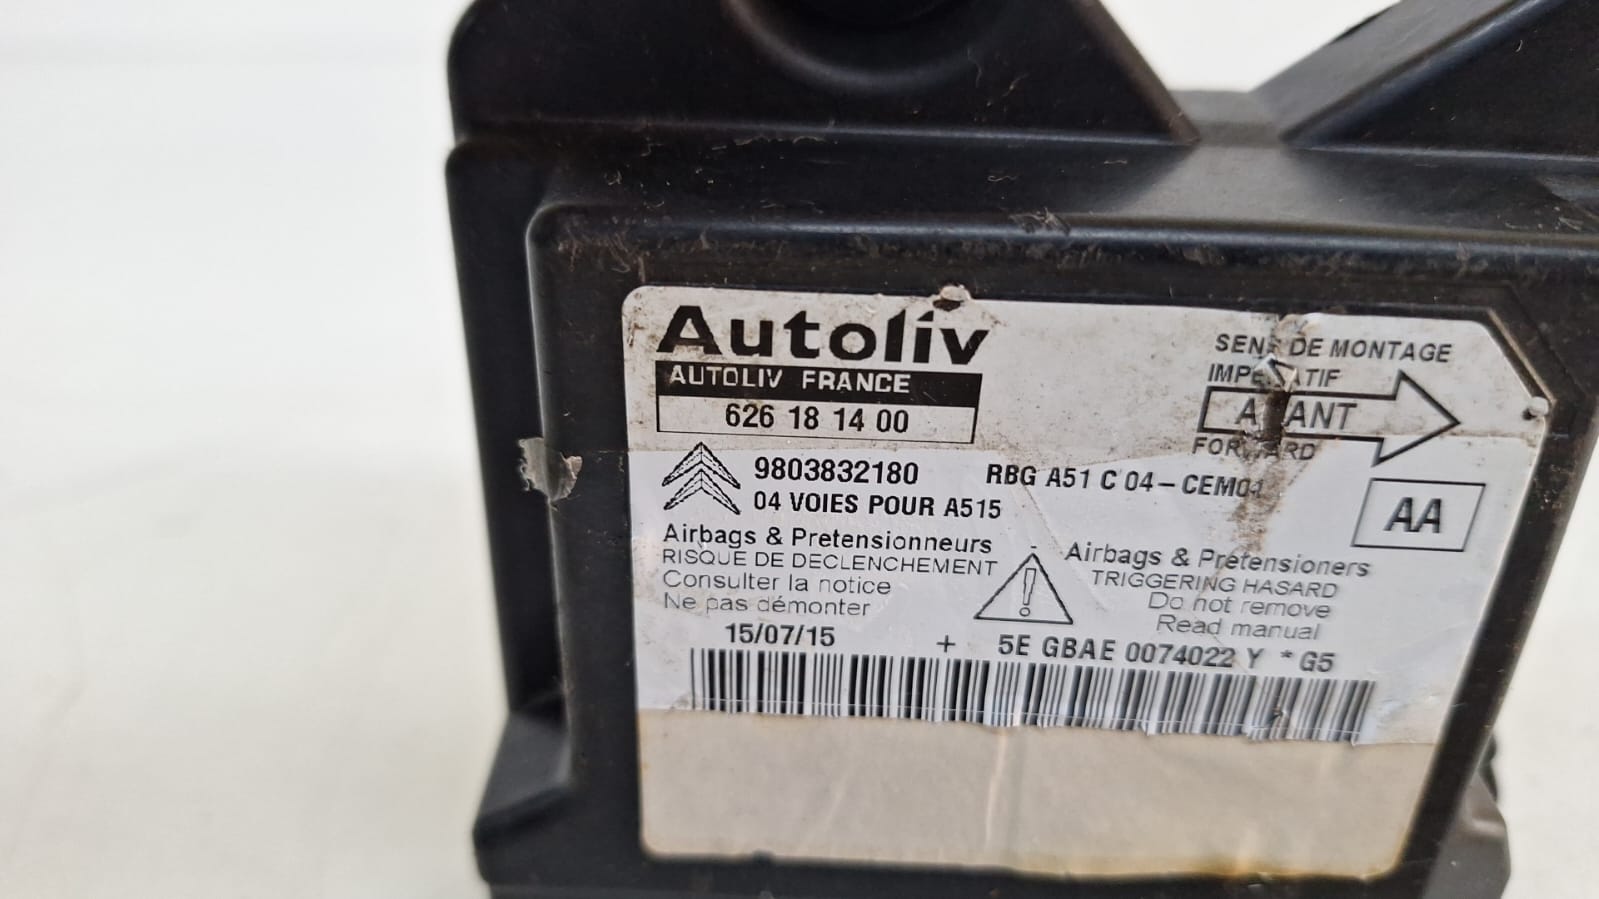 Autoliv
AUTOLIV FRANCE
626 18 14 00
SENS DE MONTAGE
IMPERATIF
AVANT
FORWARD
9803832180 RBG A51 C 04-CEM01
04 VOIES POUR A515
AA
Airbags & Pretensionneurs
RISQUE DE DECLENCHEMENT
Consulter la notice
Ne pas démonter
Airbags & Prétensioners
TRIGGERING HASARD
Do not remove
Read manual
15/07/15 + 5E GBAE 0074022 Y *G5